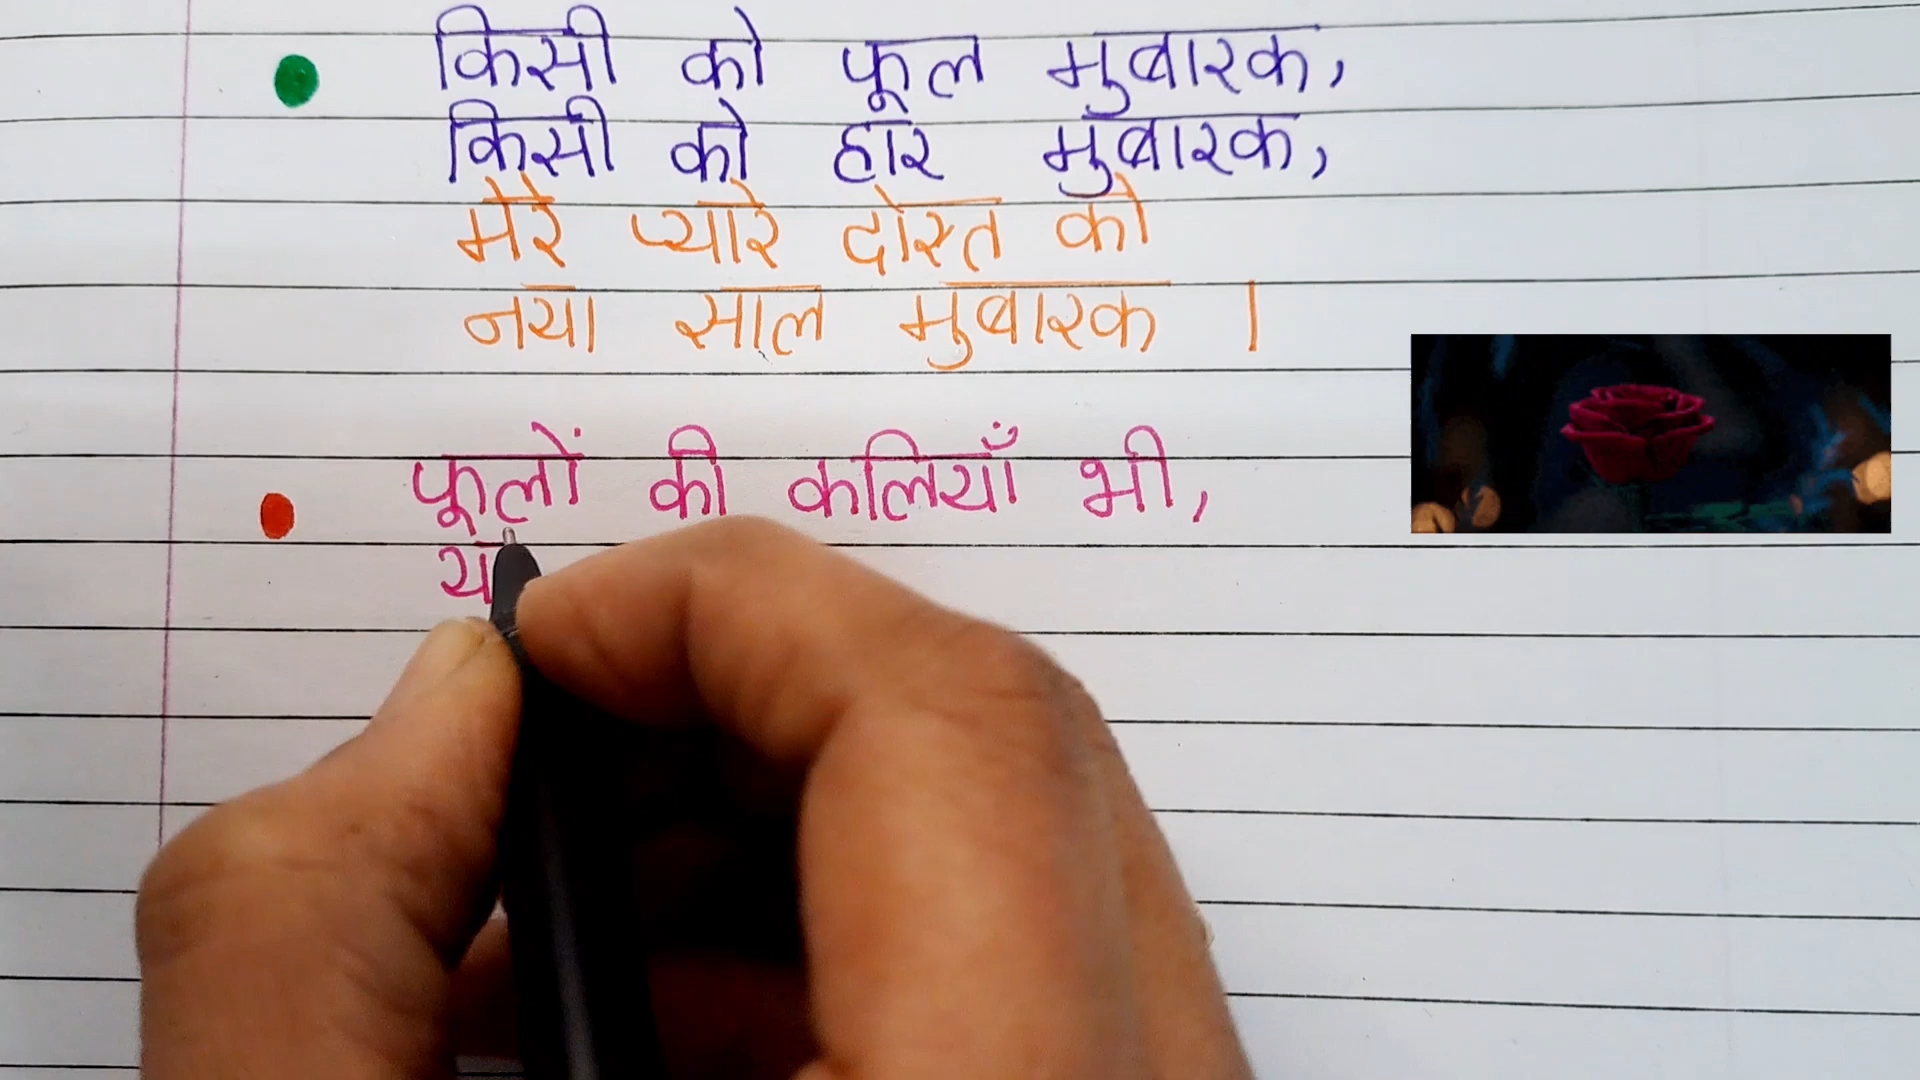 किसी को फूल मुबारक,
किसी को हार मुबारक,
मेरे प्यारे दोस्त को
नया साल मुबारक ।
फूलों की कलियाँ भी,